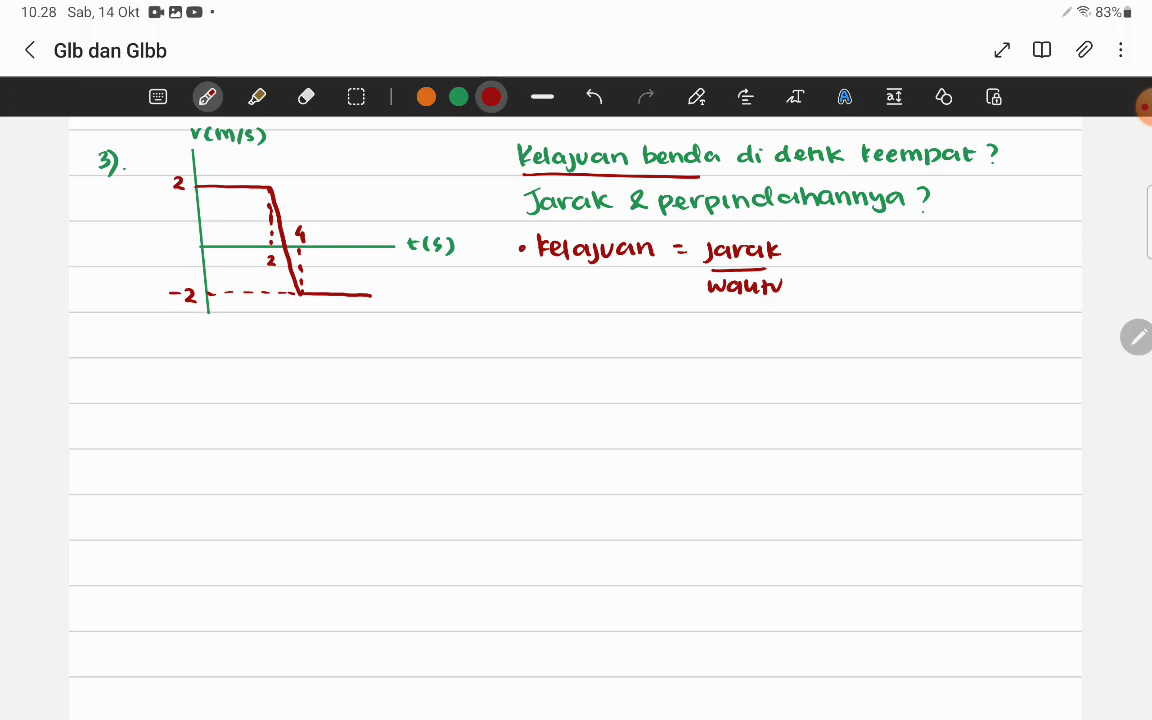 10.28 Sab, 14 Okt
83%
Glb dan Glbb
3).
v(m/s)
2
2
4
t(s)
-2
Kelajuan benda di detik keempat ?
Jarak & perpindahannya ?
• kelajuan = jarak
waktu